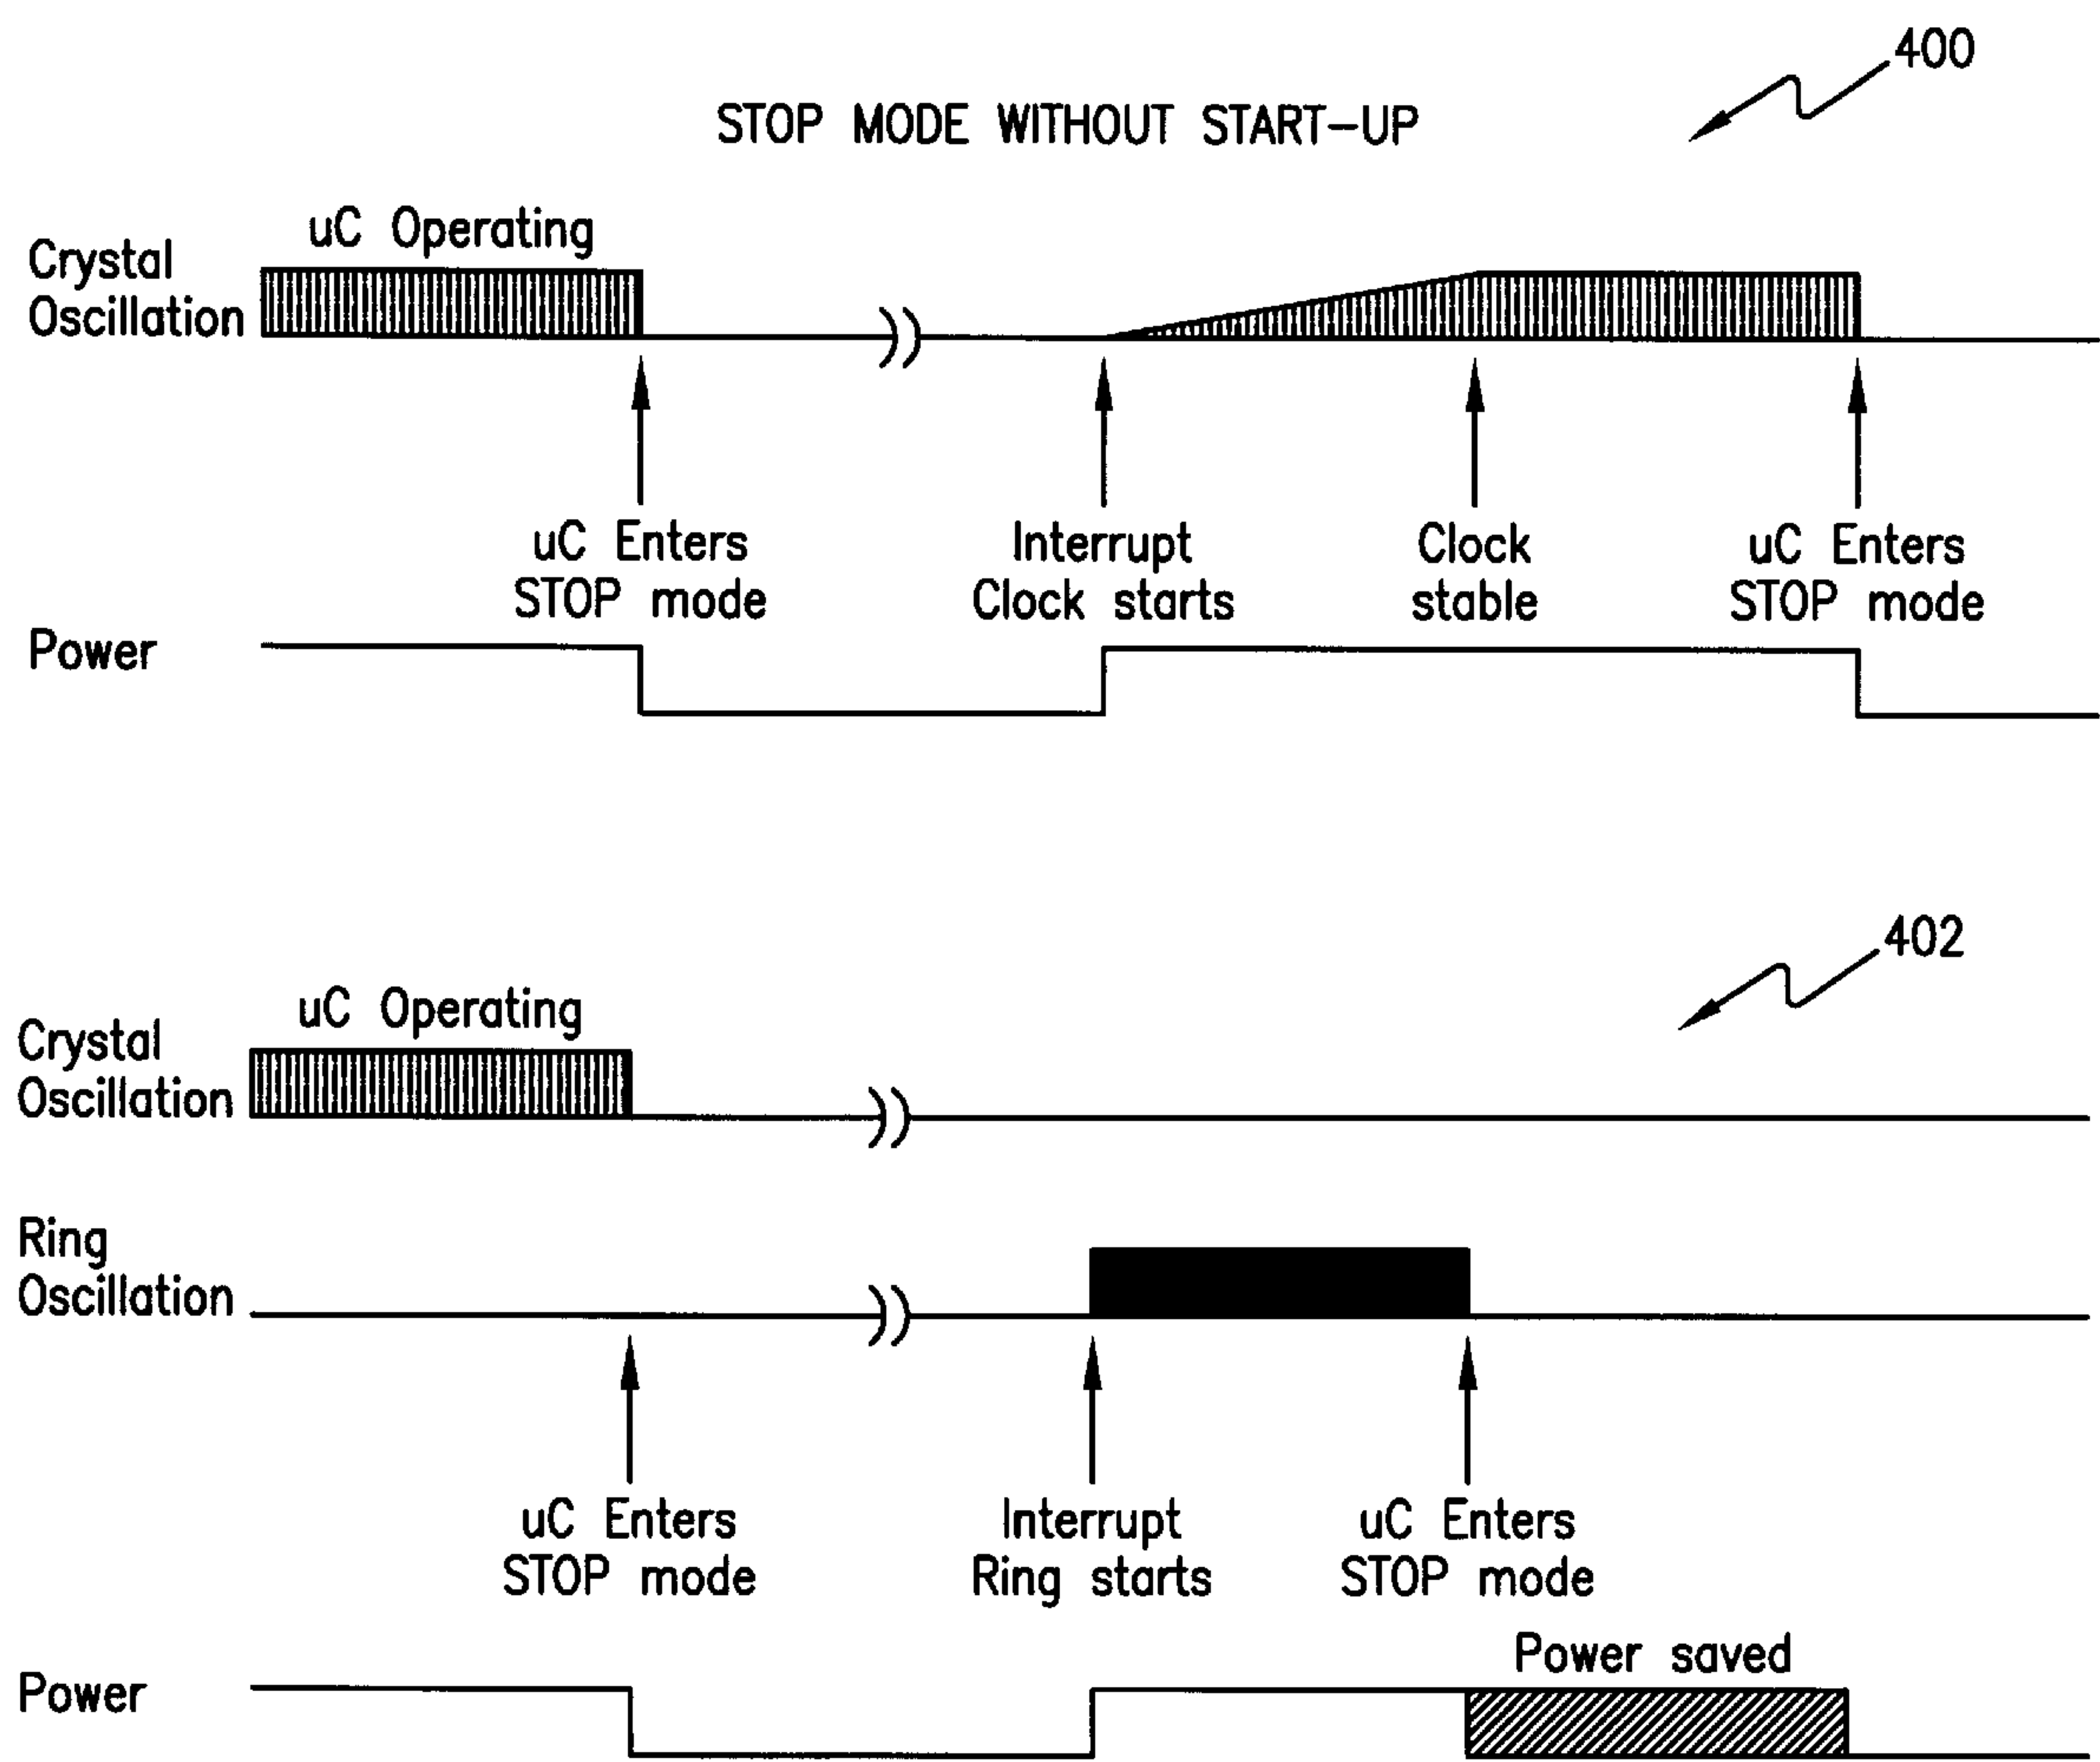 400
STOP MODE WITHOUT START-UP
uC Operating
Crystal
Oscillation
uC Enters
STOP mode
Interrupt
Clock starts
Clock
stable
uC Enters
STOP mode
Power
402
uC Operating
Crystal
Oscillation
Ring
Oscillation
uC Enters
STOP mode
Interrupt
Ring starts
uC Enters
STOP mode
Power saved
Power